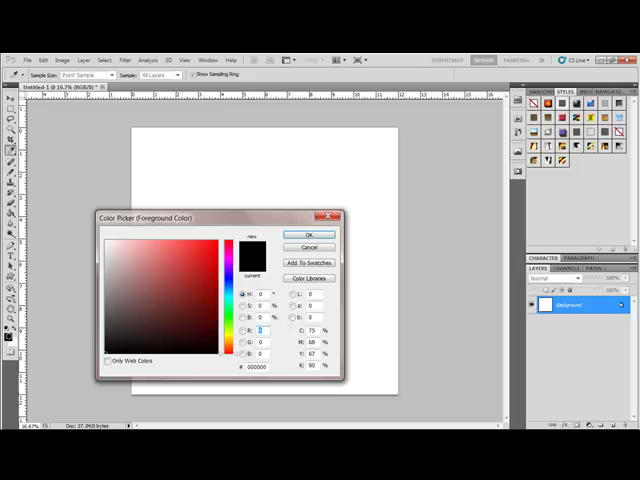 Ps File Edit Image Layer Select Filter Analysis 3D View Window Help ESSENTIALS DESIGN PAINTING CS Live
Sample Size: Point Sample Sample: All Layers Show Sampling Ring
Untitled-1 @ 16.7% (RGB/8) *
SWATCHES STYLES INFO NAVIGATOR
Color Picker (Foreground Color)
new
current
OK
Cancel
Add To Swatches
Color Libraries
H: 0 ° L: 0
S: 0 % a: 0
B: 0 % b: 0
R: 0 C: 75 %
G: 0 M: 68 %
B: 0 Y: 67 %
# 000000 K: 90 %
Only Web Colors
CHARACTER PARAGRAPH
LAYERS CHANNELS PATHS
Normal 100%
100%
Background
16.67% Doc: 37.1M/0 bytes